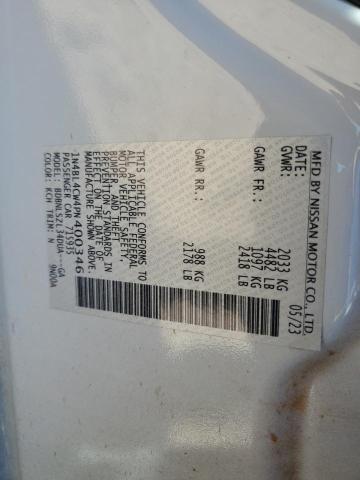 MFD BY NISSAN MOTOR CO., LTD.
DATE: 05/23
GVWR: 2033 KG
4482 LB
GAWR FR: 1097 KG
2418 LB
GAWR RR: 988 KG
2178 LB
THIS VEHICLE CONFORMS TO
ALL APPLICABLE FEDERAL
MOTOR VEHICLE SAFETY,
BUMPER, AND THEFT
PREVENTION STANDARDS IN
EFFECT ON THE DATE OF
MANUFACTURE SHOWN ABOVE.
1N4BL4CW4PN400346
PASSENGER CAR 715935
MODEL: BDBNLSZL34DUA---GA
COLOR: KCH TRIM: N 9N00A